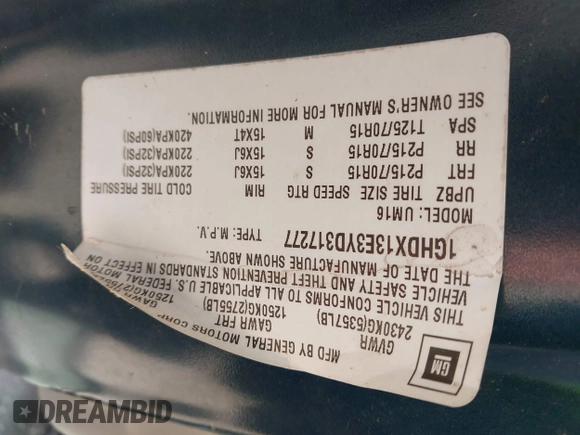 MFD BY GENERAL MOTORS CORP
GVWR GAWR FRT GAWR
2430KG(5357LB) 1250KG(2755LB) 1250KG(2755
THIS VEHICLE CONFORMS TO ALL APPLICABLE U.S. FEDERAL MOTOR
VEHICLE SAFETY AND THEFT PREVENTION STANDARDS IN EFFECT ON
THE DATE OF MANUFACTURE SHOWN ABOVE.
1GHDX13E3YD317277 TYPE: M.P.V.
MODEL: UM16
UPBZ TIRE SIZE SPEED RTG RIM COLD TIRE PRESSURE
FRT P215/70R15 S 15X6J 220KPA(32PSI)
RR P215/70R15 S 15X6J 220KPA(32PSI)
SPA T125/70R15 M 15X4T 420KPA(60PSI)
SEE OWNER'S MANUAL FOR MORE INFORMATION.
GM
DREAMBID